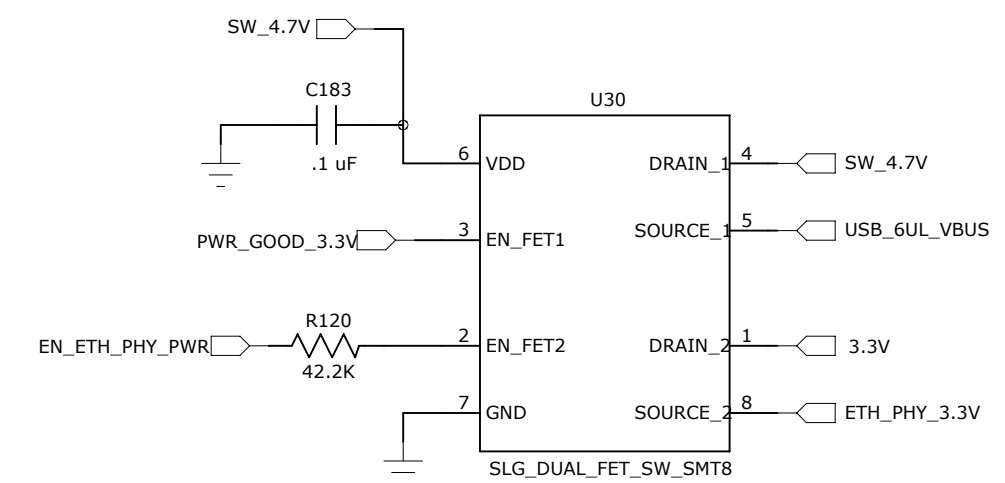 SW_4.7V
C183
.1 uF
U30
6 VDD
DRAIN_1 4
SW_4.7V
PWR_GOOD_3.3V
3 EN_FET1
SOURCE_1 5
USB_6UL_VBUS
R120
EN_ETH_PHY_PWR
42.2K
2 EN_FET2
DRAIN_2 1
3.3V
7 GND
SOURCE_2 8
ETH_PHY_3.3V
SLG_DUAL_FET_SW_SMT8